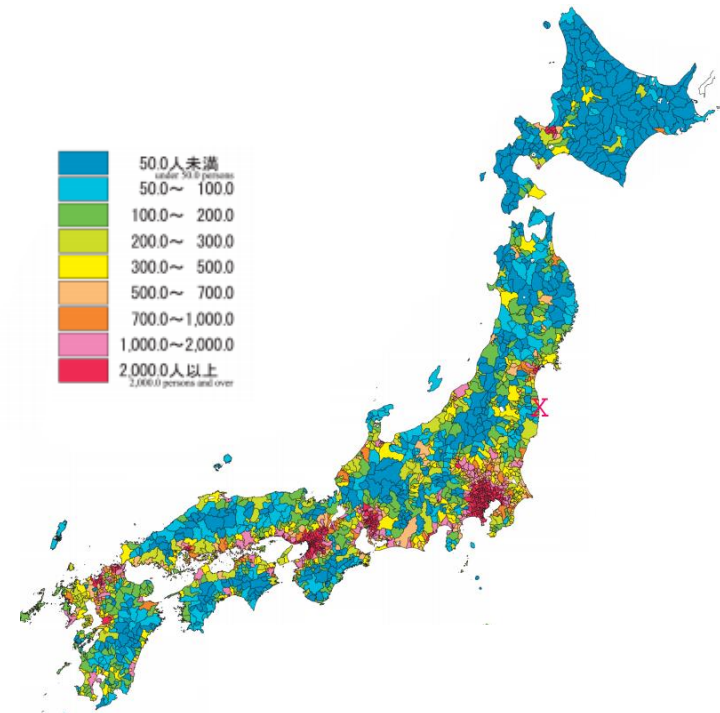 50.0人未満
under 50.0 persons
50.0～ 100.0
100.0～ 200.0
200.0～ 300.0
300.0～ 500.0
500.0～ 700.0
700.0～1,000.0
1,000.0～2,000.0
2,000.0人以上
2,000.0 persons and over
X